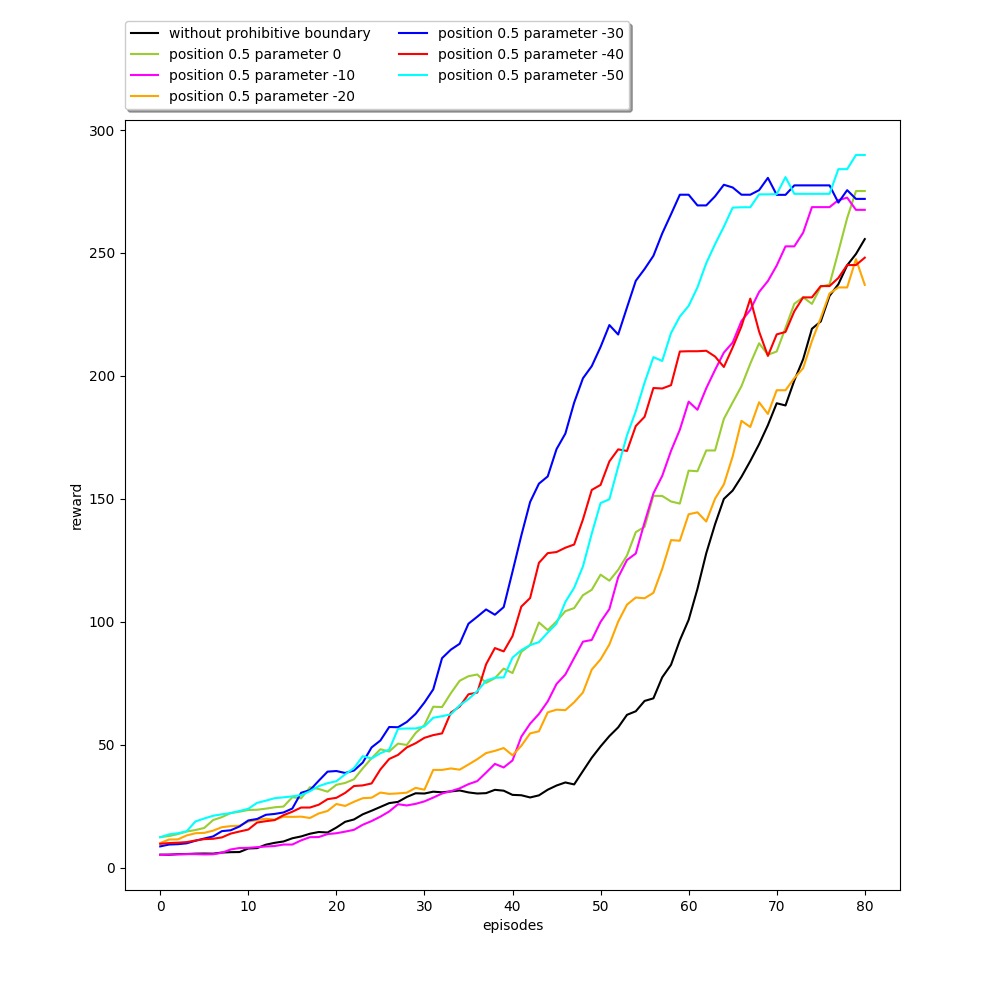 without prohibitive boundary
position 0.5 parameter 0
position 0.5 parameter -10
position 0.5 parameter -20
position 0.5 parameter -30
position 0.5 parameter -40
position 0.5 parameter -50
300
250
200
150
100
50
0
reward
0 10 20 30 40 50 60 70 80
episodes